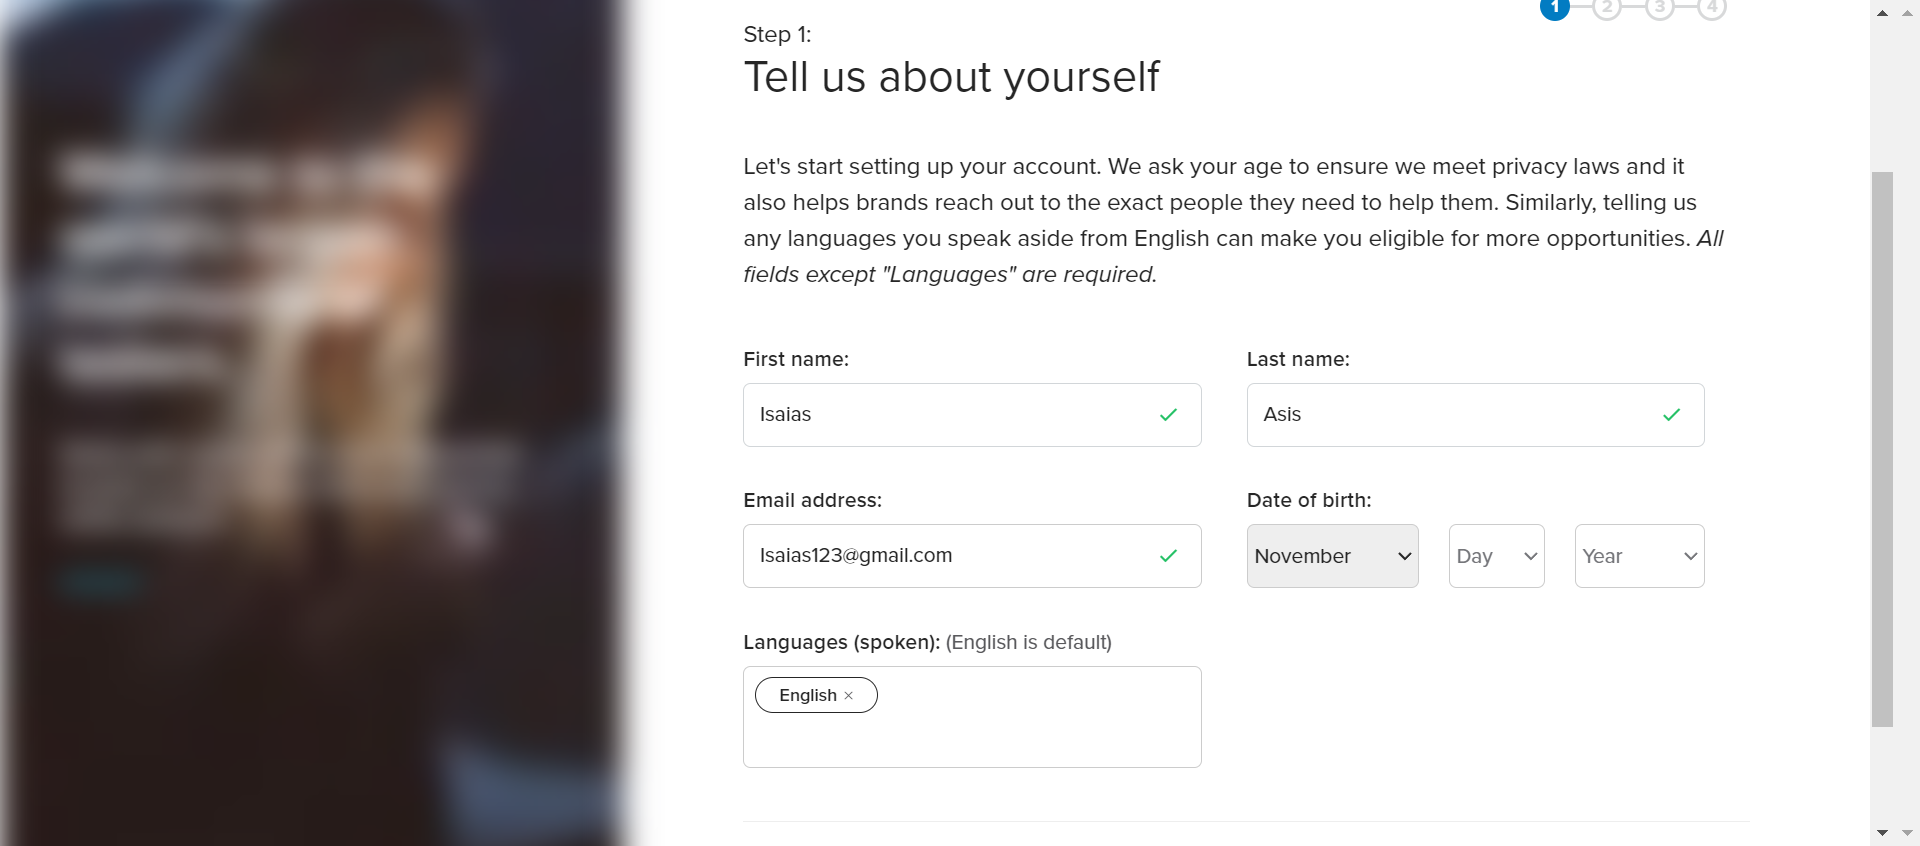 1 2 3 4
Step 1:
Tell us about yourself
Let's start setting up your account. We ask your age to ensure we meet privacy laws and it
also helps brands reach out to the exact people they need to help them. Similarly, telling us
any languages you speak aside from English can make you eligible for more opportunities. All
fields except "Languages" are required.
First name: Last name:
Isaias Asis
Email address: Date of birth:
Isaias123@gmail.com November Day Year
Languages (spoken): (English is default)
English ×